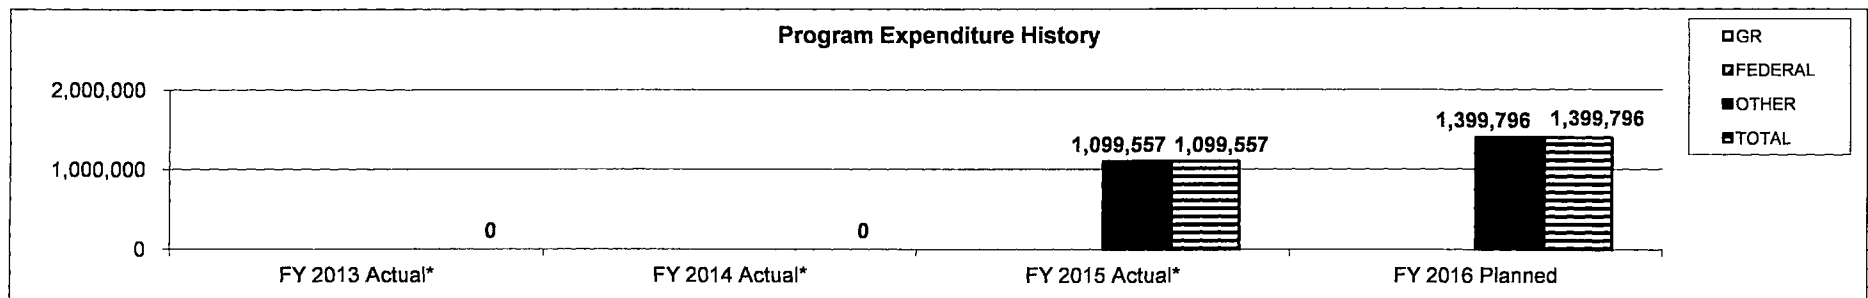 Program Expenditure History
GR
FEDERAL
OTHER
TOTAL
2,000,000
1,000,000
0
0
0
1,099,557 1,099,557
1,399,796 1,399,796
FY 2013 Actual*
FY 2014 Actual*
FY 2015 Actual*
FY 2016 Planned